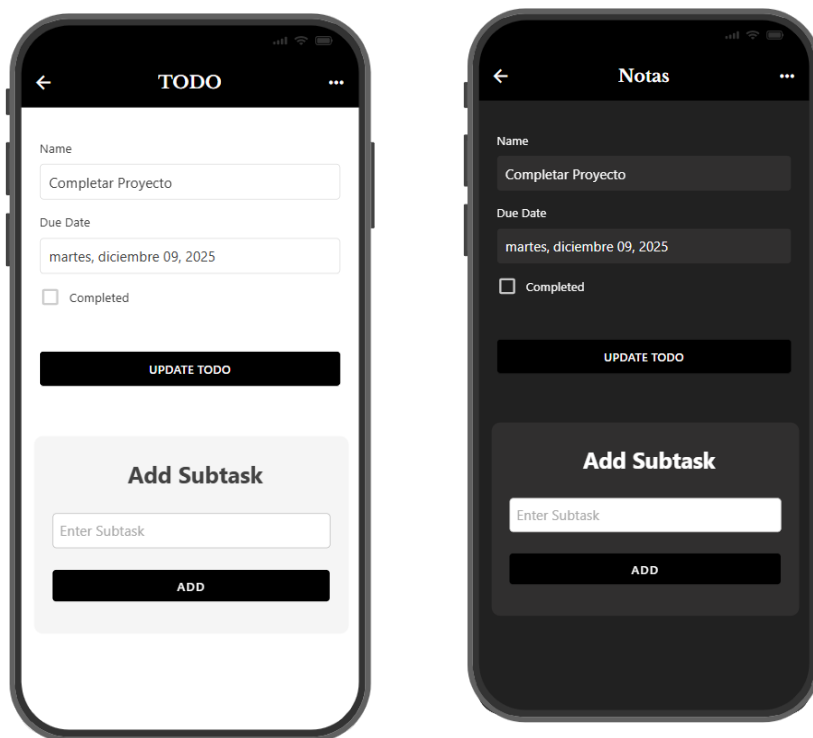 TODO
Name
Completar Proyecto
Due Date
martes, diciembre 09, 2025
Completed
UPDATE TODO
Add Subtask
Enter Subtask
ADD
Notas
Name
Completar Proyecto
Due Date
martes, diciembre 09, 2025
Completed
UPDATE TODO
Add Subtask
Enter Subtask
ADD